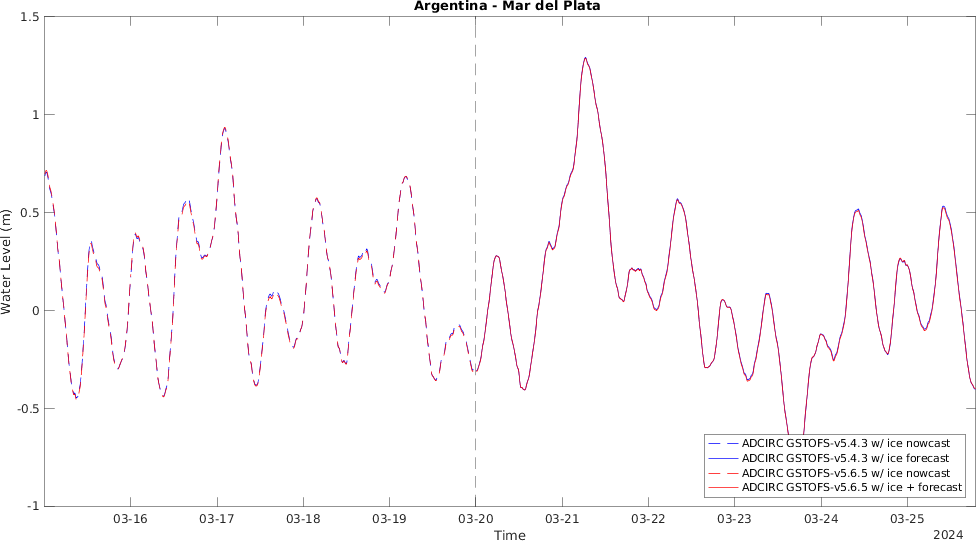 Argentina - Mar del Plata
1.5
1
0.5
0
-0.5
-1
Water Level (m)
03-16 03-17 03-18 03-19 03-20 03-21 03-22 03-23 03-24 03-25
Time
2024
ADCIRC GSTOFS-v5.4.3 w/ ice nowcast
ADCIRC GSTOFS-v5.4.3 w/ ice forecast
ADCIRC GSTOFS-v5.6.5 w/ ice nowcast
ADCIRC GSTOFS-v5.6.5 w/ ice + forecast